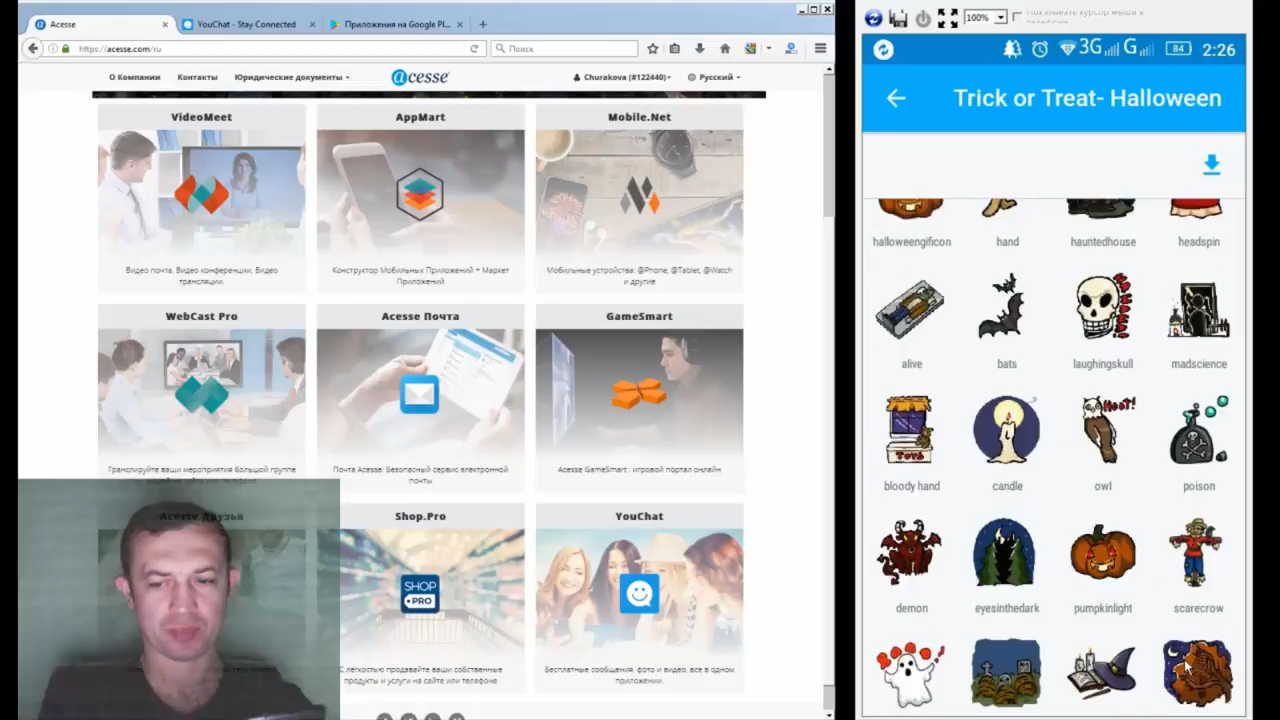 Acesse
YouChat - Stay Connected
Приложения на Google Pl...
https://acesse.com/ru
Поиск
О Компании
Контакты
Юридические документы
acesse
Churakova (#122440)
Русский
VideoMeet
AppMart
Mobile.Net
Видео почта. Видео конференции. Видео
трансляции.
Конструктор Мобильных Приложений + Маркет
Приложений
Мобильные устройства: @Phone, @Tablet, @Watch
и другие
WebCast Pro
Acesse Почта
GameSmart
Транслируйте ваши мероприятия большой группе
Почта Acesse: Безопасный сервис электронной
почты
Acesse GameSmart : игровой портал онлайн
Acesse Друзья
Shop.Pro
YouChat
SHOP
PRO
С лёгкостью продавайте ваши собственные
продукты и услуги на сайте или телефоне
Бесплатные сообщения, фото и видео, все в одном
приложении.
100%
3G
G
84
2:26
Trick or Treat- Halloween
halloweengificon
hand
hauntedhouse
headspin
alive
bats
laughingskull
madscience
TOYS
HOOT!
bloody hand
candle
owl
poison
demon
eyesinthedark
pumpkinlight
scarecrow